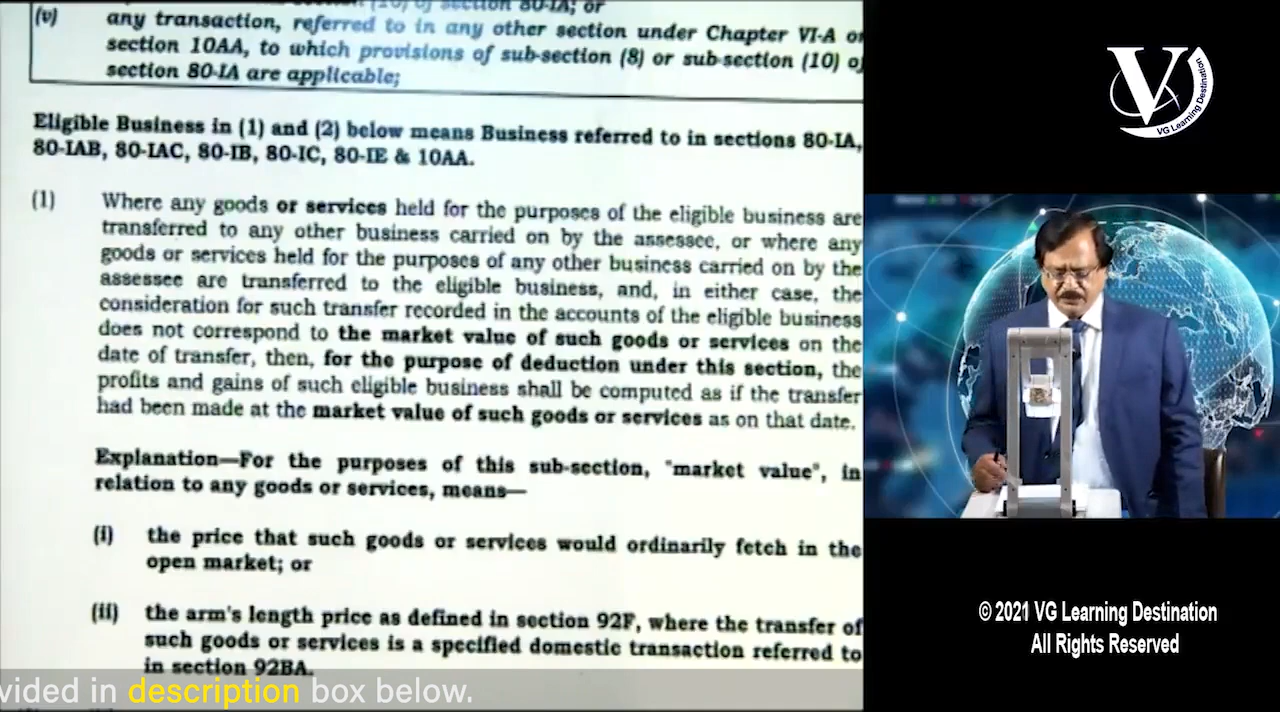 section 80-IA; or
(v) any transaction, referred to in any other section under Chapter VI-A or
section 10AA, to which provisions of sub-section (8) or sub-section (10) of
section 80-IA are applicable;
Eligible Business in (1) and (2) below means Business referred to in sections 80-IA,
80-IAB, 80-IAC, 80-IB, 80-IC, 80-IE & 10AA.
(1) Where any goods or services held for the purposes of the eligible business are
transferred to any other business carried on by the assessee, or where any
goods or services held for the purposes of any other business carried on by the
assessee are transferred to the eligible business, and, in either case, the
consideration for such transfer recorded in the accounts of the eligible business
does not correspond to the market value of such goods or services on the
date of transfer, then, for the purpose of deduction under this section, the
profits and gains of such eligible business shall be computed as if the transfer
had been made at the market value of such goods or services as on that date.
Explanation—For the purposes of this sub-section, "market value", in
relation to any goods or services, means—
(i) the price that such goods or services would ordinarily fetch in the
open market; or
(ii) the arm's length price as defined in section 92F, where the transfer of
such goods or services is a specified domestic transaction referred to
in section 92BA.
vided in description box below.
V
VG Learning Destination
© 2021 VG Learning Destination
All Rights Reserved